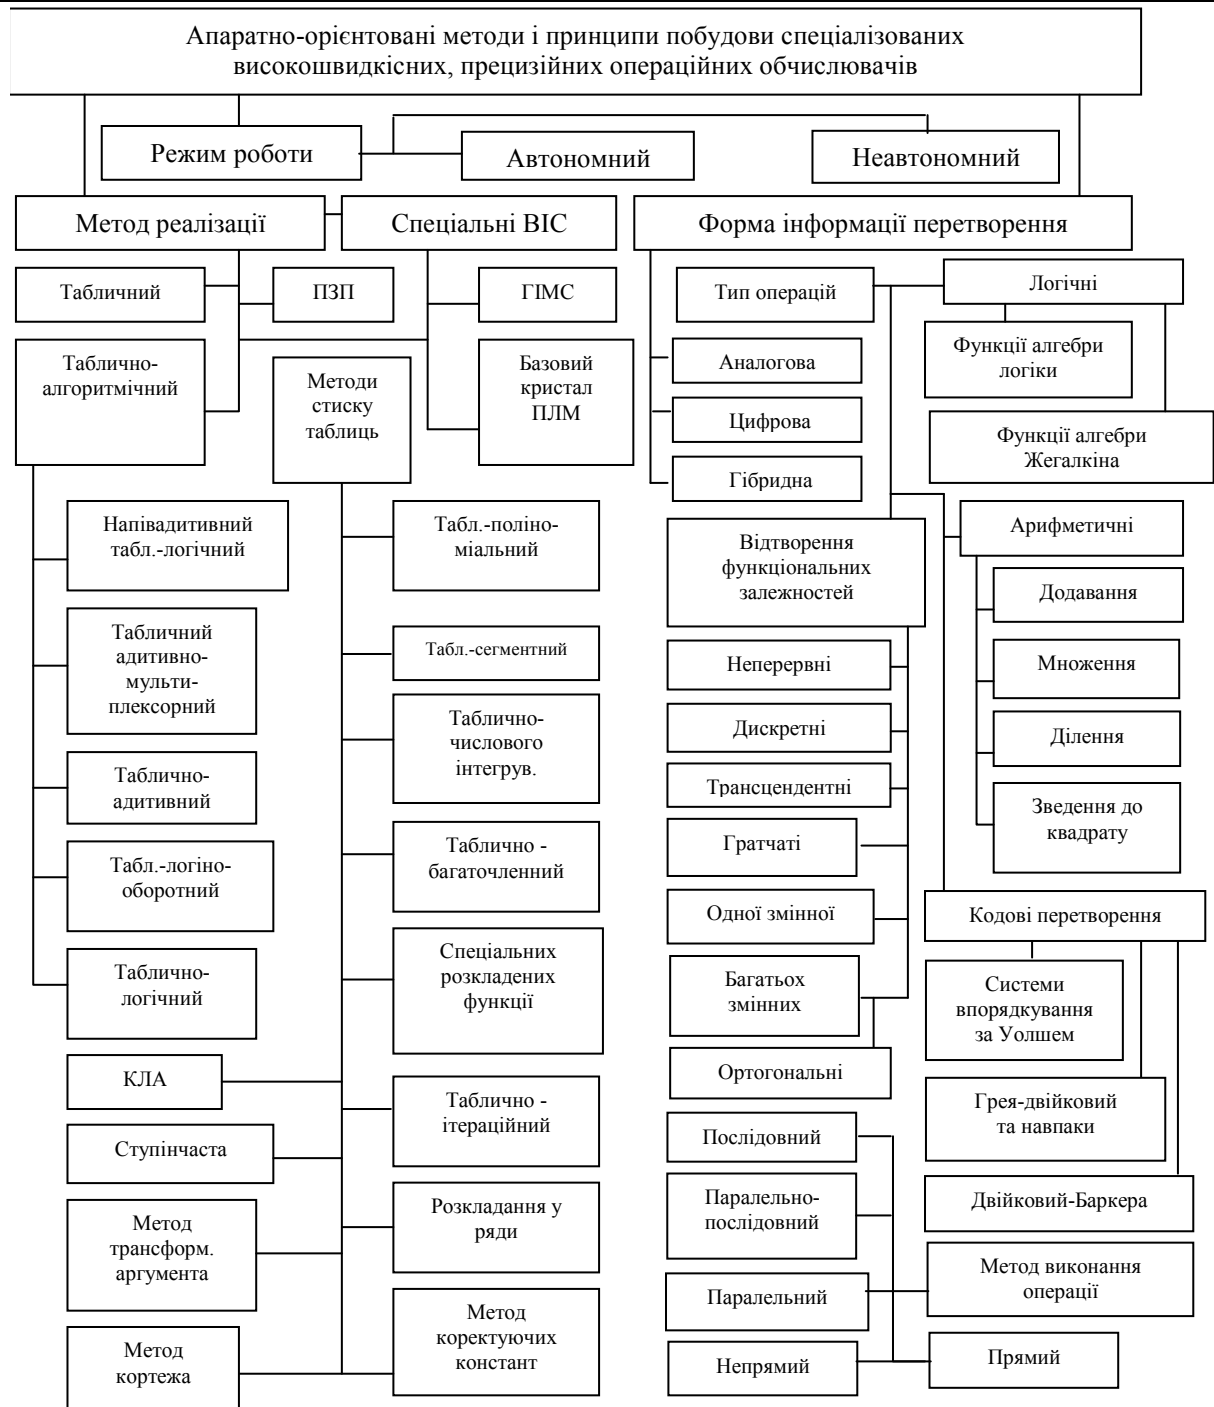 Апаратно-орієнтовані методи і принципи побудови спеціалізованих
високошвидкісних, прецизійних операційних обчислювачів
Режим роботи
Автономний
Неавтономний
Метод реалізації
Спеціальні ВІС
Форма інформації перетворення
Табличний
ПЗП
ГІМС
Тип операцій
Логічні
Таблично-
алгоритмічний
Методи
стиску
таблиць
Базовий
кристал
ПЛМ
Аналогова
Цифрова
Гібридна
Функції алгебри
логіки
Функції алгебри
Жегалкіна
Напівадитивний
табл.-логічний
Табл.-поліно-
міальний
Відтворення
функціональних
залежностей
Арифметичні
Додавання
Табличний
адитивно-
мульти-
плексорний
Табл.-сегментний
Неперервні
Множення
Таблично-
числового
інтегрув.
Дискретні
Ділення
Таблично-
адитивний
Трансцендентні
Зведення до
квадрату
Табл.-логіно-
оборотний
Таблично -
багаточленний
Гратчаті
Одної змінної
Кодові перетворення
Таблично-
логічний
Спеціальних
розкладених
функції
Багатьох
змінних
Системи
впорядкування
за Уолшем
КЛА
Таблично -
ітераційний
Ортогональні
Грея-двійковий
та навпаки
Ступінчаста
Послідовний
Метод
трансформ.
аргумента
Розкладання у
ряди
Паралельно-
послідовний
Двійковий-Баркера
Паралельний
Метод виконання
операції
Метод
кортежа
Метод
коректуючих
констант
Непрямий
Прямий